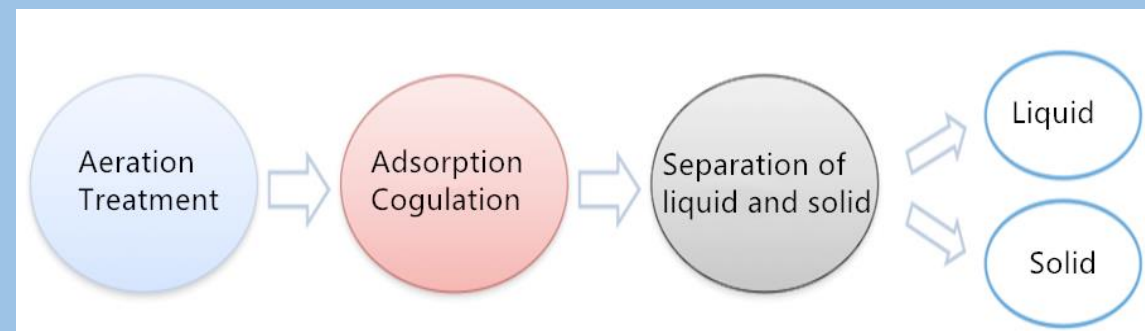 Aeration
Treatment
Adsorption
Cogulation
Separation of
liquid and solid
Liquid
Solid